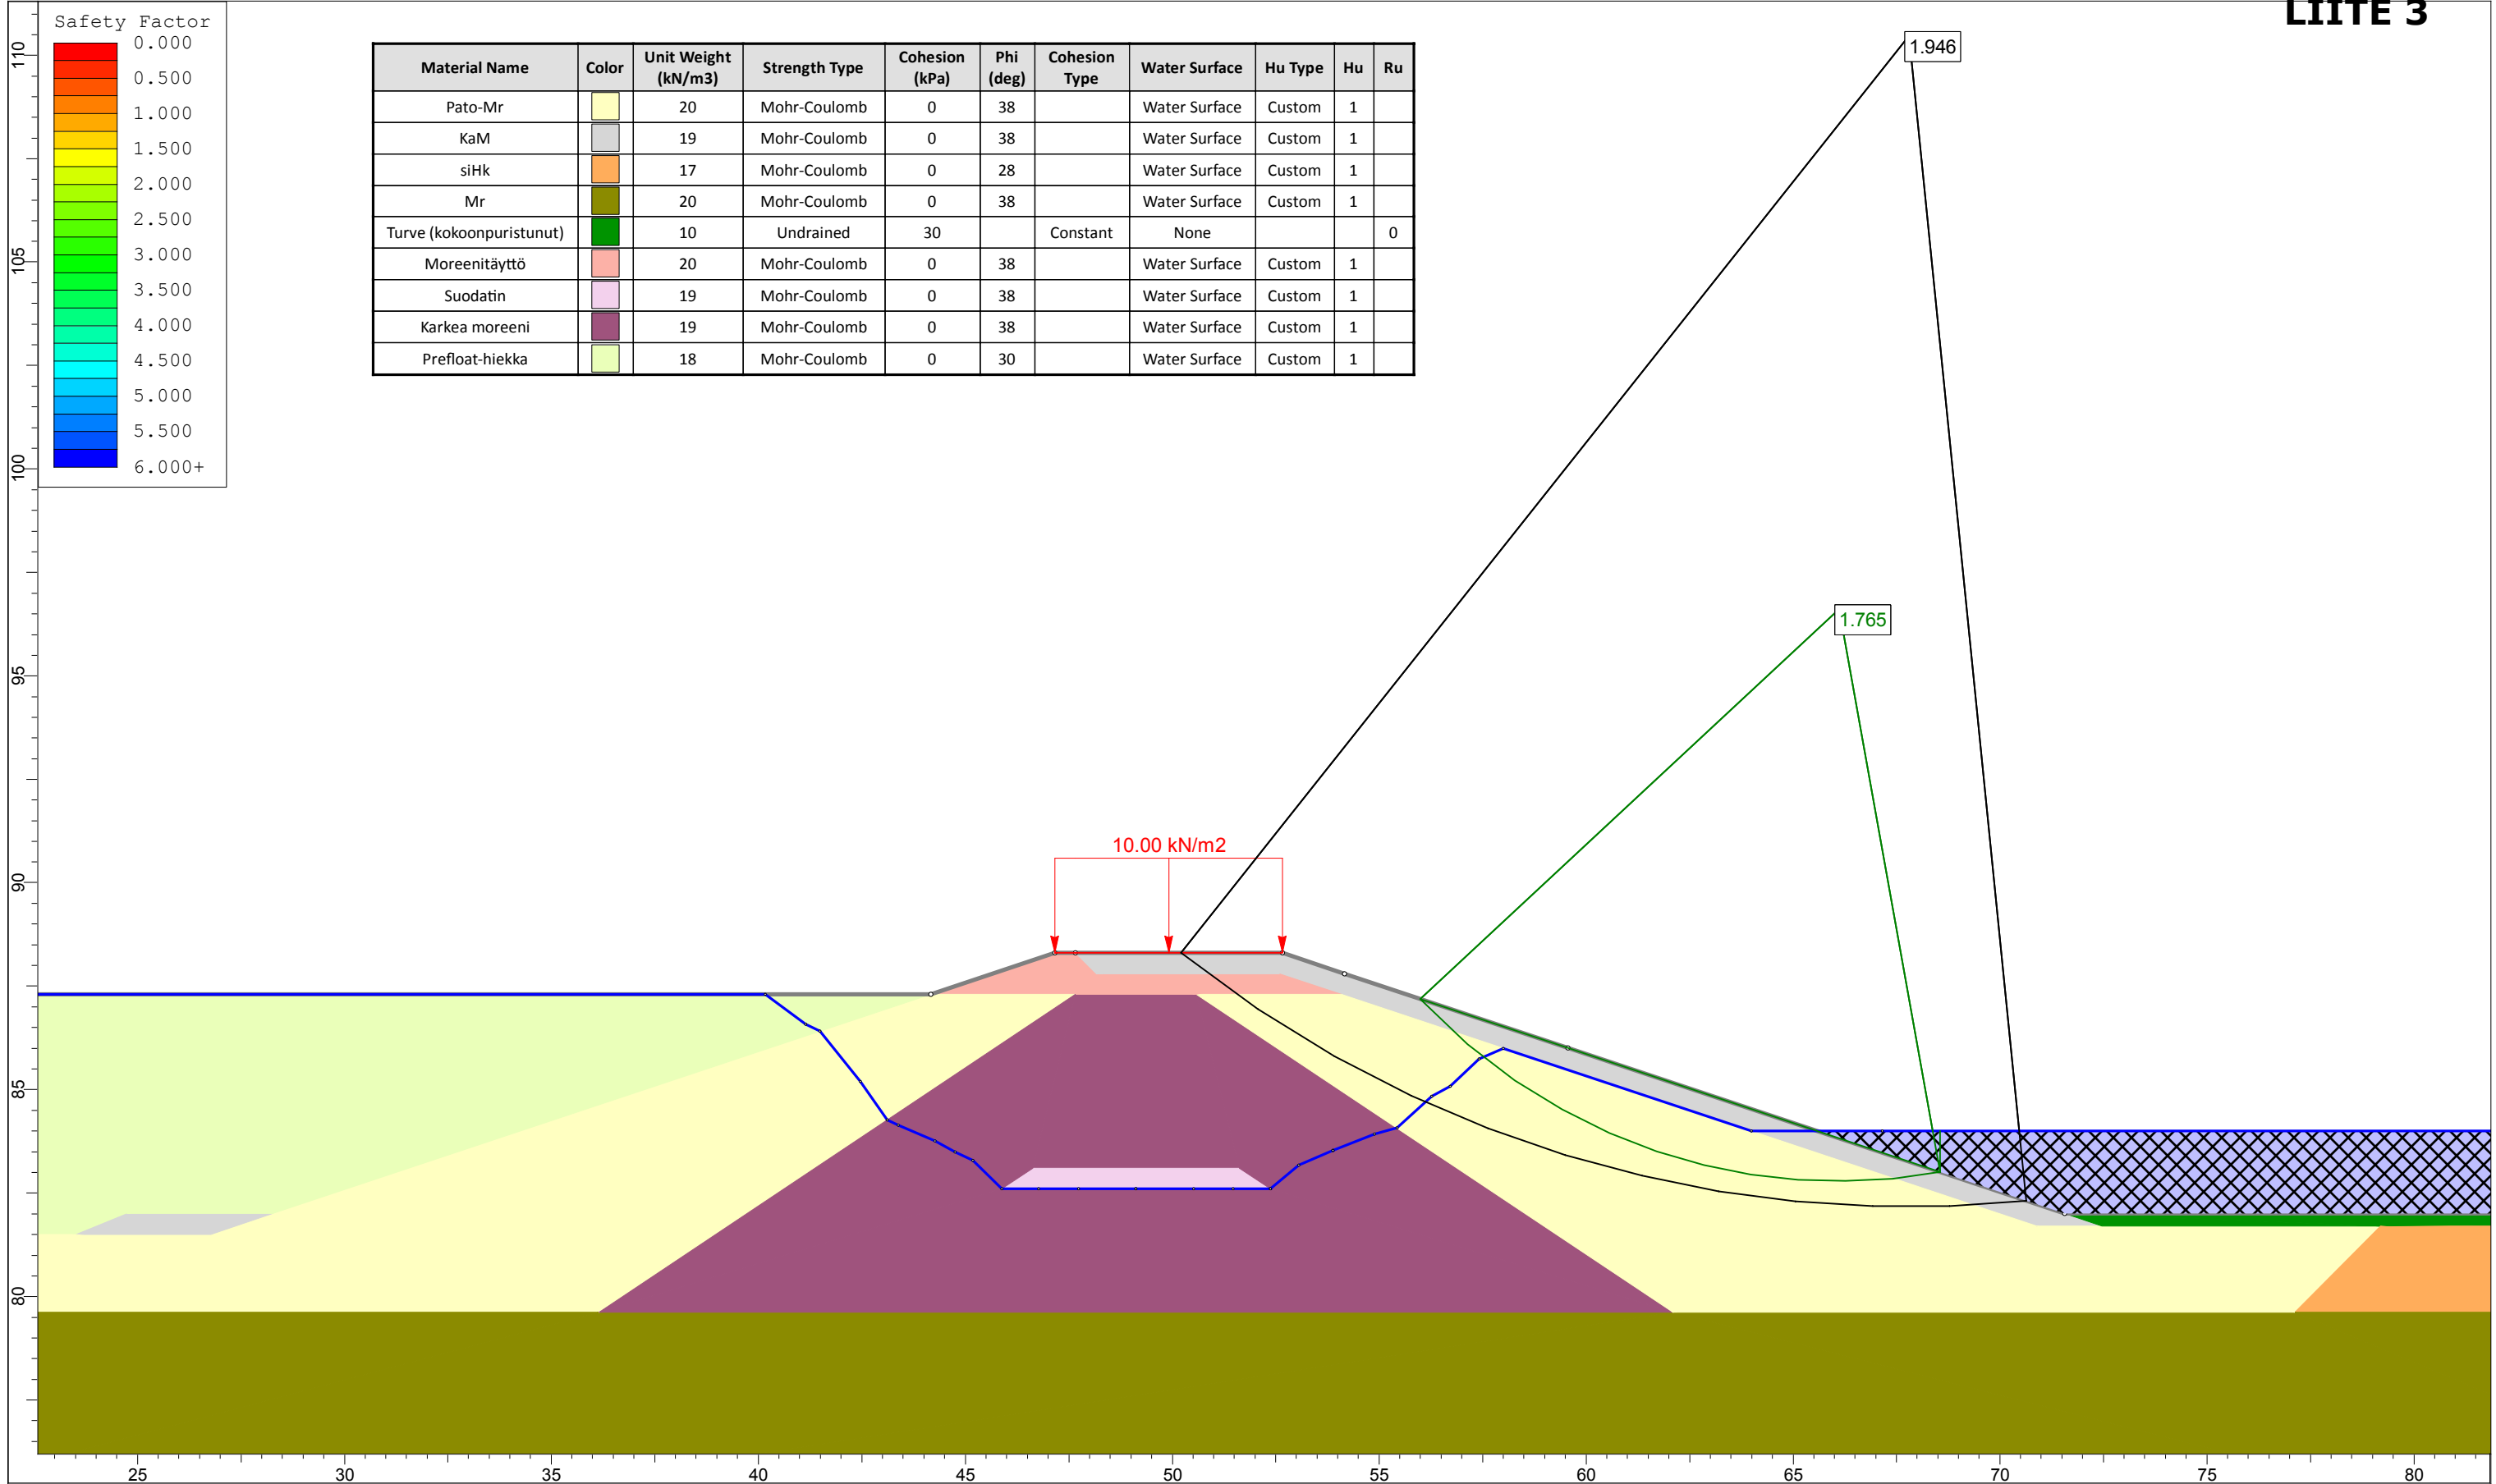 LIITE 3
Safety Factor
0.000
0.500
1.000
1.500
2.000
2.500
3.000
3.500
4.000
4.500
5.000
5.500
6.000+
Material Name Color Unit Weight (kN/m3) Strength Type Cohesion (kPa) Phi (deg) Cohesion Type Water Surface Hu Type Hu Ru
Pato-Mr 20 Mohr-Coulomb 0 38 Water Surface Custom 1
KaM 19 Mohr-Coulomb 0 38 Water Surface Custom 1
siHk 17 Mohr-Coulomb 0 28 Water Surface Custom 1
Mr 20 Mohr-Coulomb 0 38 Water Surface Custom 1
Turve (kokoonpuristunut) 10 Undrained 30 Constant None 0
Moreenitäyttö 20 Mohr-Coulomb 0 38 Water Surface Custom 1
Suodatin 19 Mohr-Coulomb 0 38 Water Surface Custom 1
Karkea moreeni 19 Mohr-Coulomb 0 38 Water Surface Custom 1
Prefloat-hiekka 18 Mohr-Coulomb 0 30 Water Surface Custom 1
1.946
1.765
10.00 kN/m2
110
105
100
95
90
85
80
25 30 35 40 45 50 55 60 65 70 75 80